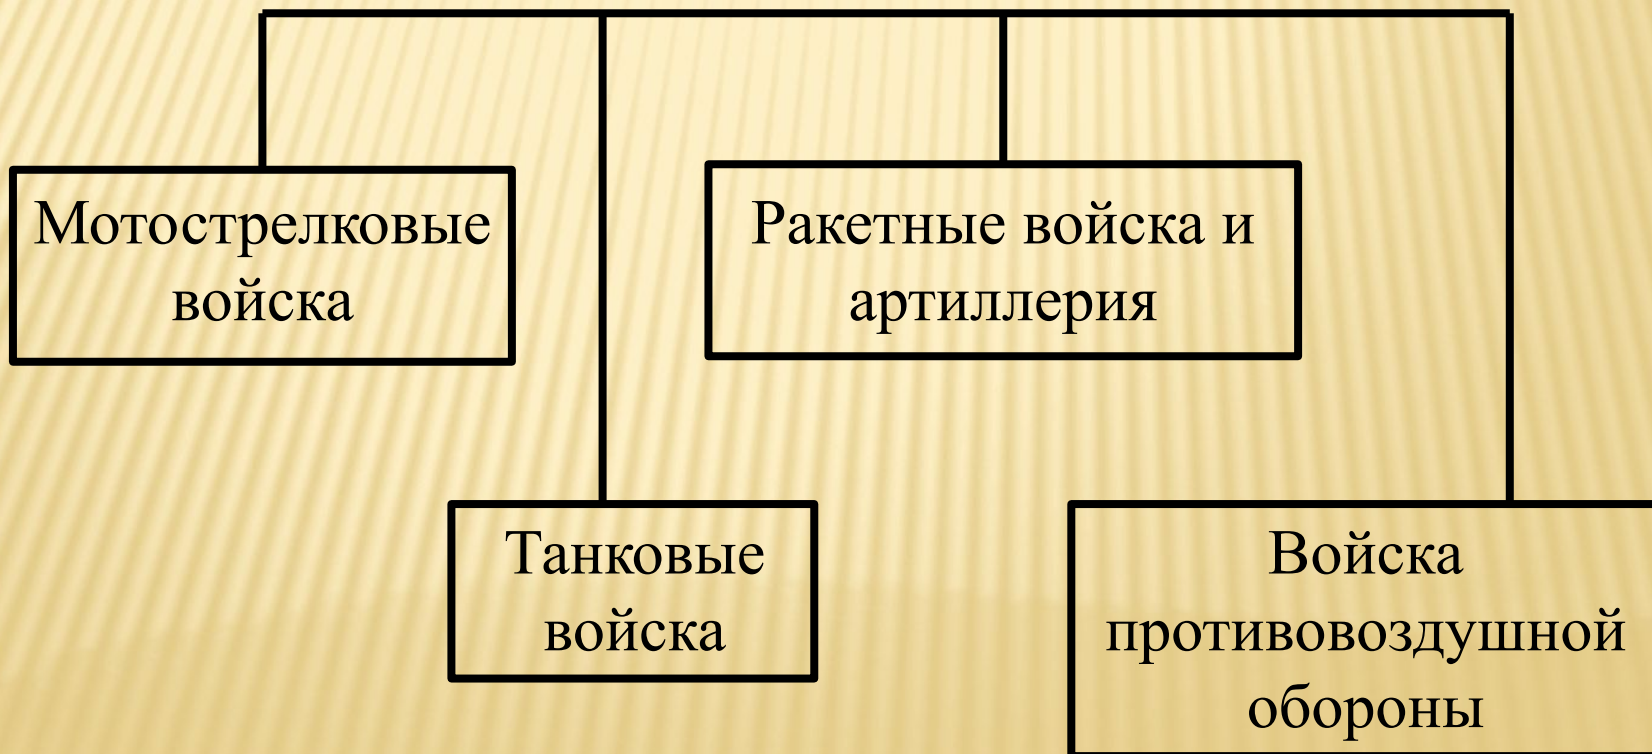 Мотострелковые
войска
Ракетные войска и
артиллерия
Танковые
войска
Войска
противовоздушной
обороны